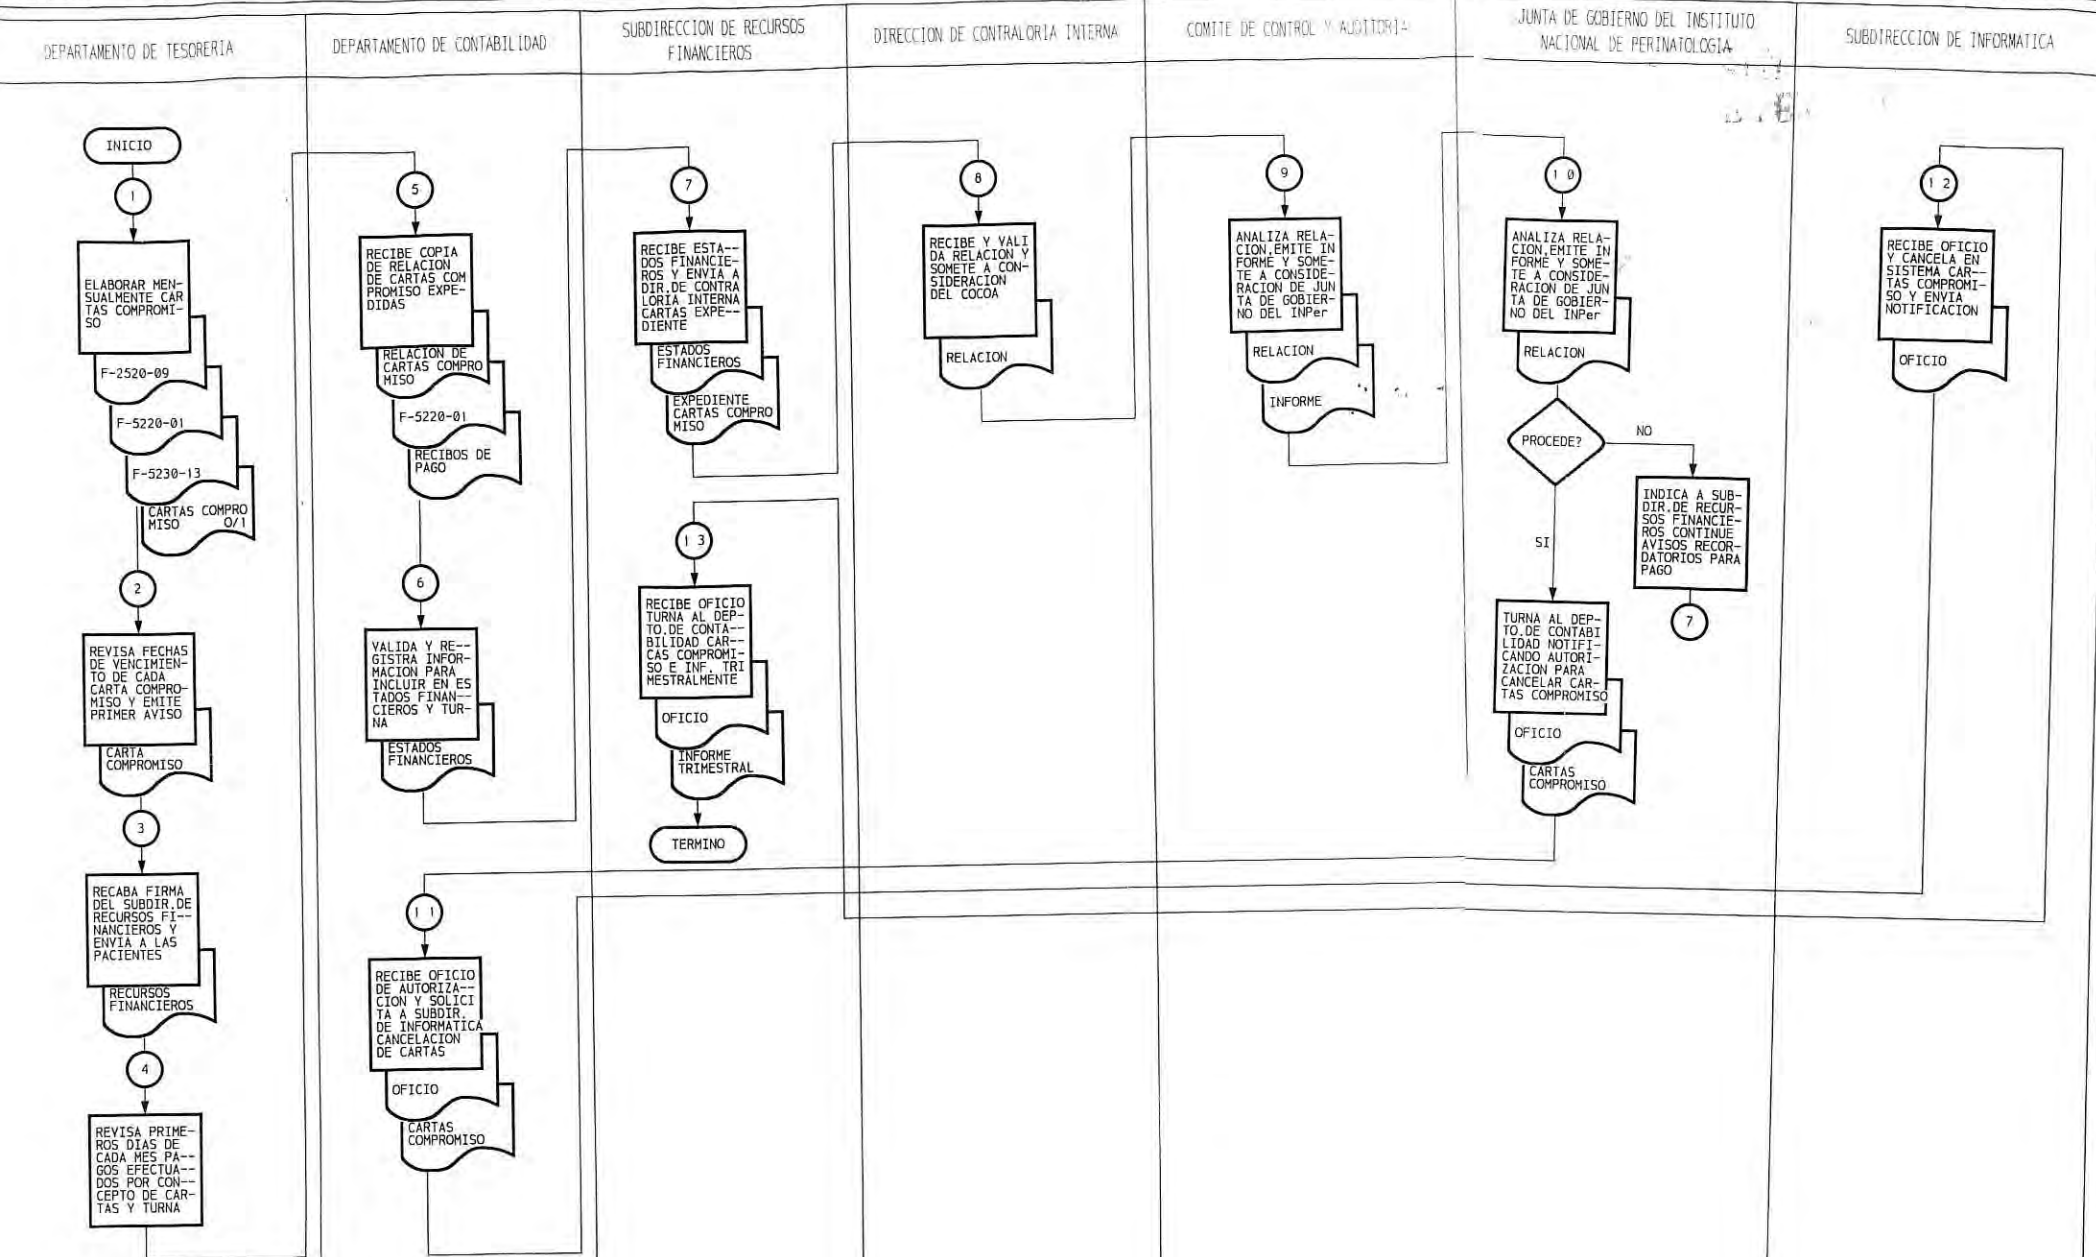 DEPARTAMENTO DE TESORERIA
DEPARTAMENTO DE CONTABILIDAD
SUBDIRECCION DE RECURSOS
FINANCIEROS
DIRECCION DE CONTRALORIA INTERNA
COMITE DE CONTROL Y AUDITORIA
JUNTA DE GOBIERNO DEL INSTITUTO
NACIONAL DE PERINATOLOGIA
SUBDIRECCION DE INFORMATICA
INICIO
1
ELABORAR MEN-
SUALMENTE CAR
TAS COMPROMI-
SO
F-2520-09
F-5220-01
F-5230-13
CARTAS COMPRO
MISO O/1
2
REVISA FECHAS
DE VENCIMIEN-
TO DE CADA
CARTA COMPRO-
MISO Y EMITE
PRIMER AVISO
CARTA
COMPROMISO
3
RECABA FIRMA
DEL SUBDIR.DE
RECURSOS FI--
NANCIEROS Y
ENVIA A LAS
PACIENTES
RECURSOS
FINANCIEROS
4
REVISA PRIME-
ROS DIAS DE
CADA MES PA--
GOS EFECTUA--
DOS POR CON--
CEPTO DE CAR-
TAS Y TURNA
5
RECIBE COPIA
DE RELACION
DE CARTAS COM
PROMISO EXPE-
DIDAS
RELACION DE
CARTAS COMPRO
MISO
F-5220-01
RECIBOS DE
PAGO
6
VALIDA Y RE--
GISTRA INFOR-
MACION PARA
INCLUIR EN ES
TADOS FINAN--
CIEROS Y TUR-
NA
ESTADOS
FINANCIEROS
11
RECIBE OFICIO
DE AUTORIZA--
CION Y SOLICI
TA A SUBDIR.
DE INFORMATICA
CANCELACION
DE CARTAS
OFICIO
CARTAS
COMPROMISO
7
RECIBE ESTA--
DOS FINANCIE-
ROS Y ENVIA A
DIR.DE CONTRA
LORIA INTERNA
CARTAS EXPE--
DIENTE
ESTADOS
FINANCIEROS
EXPEDIENTE
CARTAS COMPRO
MISO
13
RECIBE OFICIO
TURNA AL DEP-
TO.DE CONTA--
BILIDAD CAR--
CAS COMPROMI-
SO E INF. TRI
MESTRALMENTE
OFICIO
INFORME
TRIMESTRAL
TERMINO
8
RECIBE Y VALI
DA RELACION Y
SOMETE A CON-
SIDERACION
DEL COCOA
RELACION
9
ANALIZA RELA-
CION,EMITE IN
FORME Y SOME-
TE A CONSIDE-
RACION DE JUN
TA DE GOBIER-
NO DEL INPer
RELACION
INFORME
10
ANALIZA RELA-
CION,EMITE IN
FORME Y SOME-
TE A CONSIDE-
RACION DE JUN
TA DE GOBIER-
NO DEL INPer
RELACION
PROCEDE?
NO
INDICA A SUB-
DIR.DE RECUR-
SOS FINANCIE-
ROS CONTINUE
AVISOS RECOR-
DATORIOS PARA
PAGO
7
SI
TURNA AL DEP-
TO.DE CONTABI
LIDAD NOTIFI-
CANDO AUTORI-
ZACION PARA
CANCELAR CAR-
TAS COMPROMISO
OFICIO
CARTAS
COMPROMISO
12
RECIBE OFICIO
Y CANCELA EN
SISTEMA CAR--
TAS COMPROMI-
SO Y ENVIA
NOTIFICACION
OFICIO